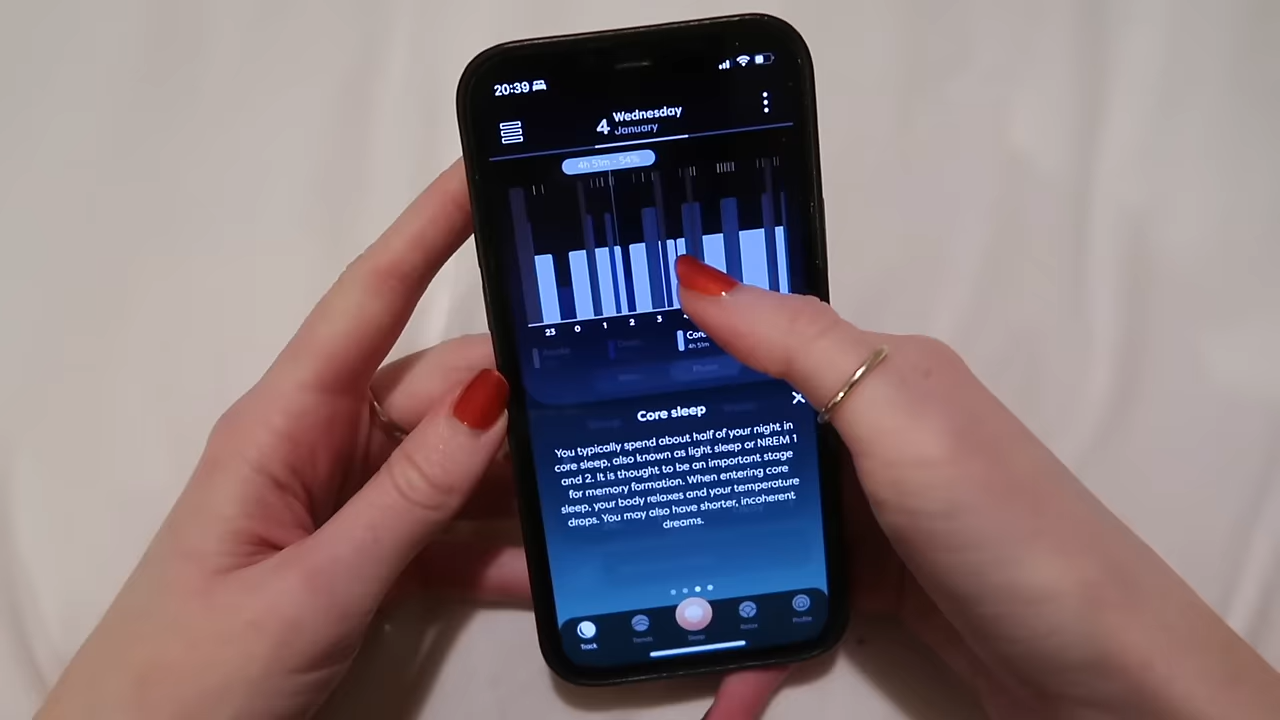 20:39
4 Wednesday
January
4h 51m - 54%
23 0 1 2 3
Core
4h 51m
Core sleep
You typically spend about half of your night in
core sleep, also known as light sleep or NREM 1
and 2. It is thought to be an important stage
for memory formation. When entering core
sleep, your body relaxes and your temperature
drops. You may also have shorter, incoherent
dreams.
Track Trends Sleep Relax Profile